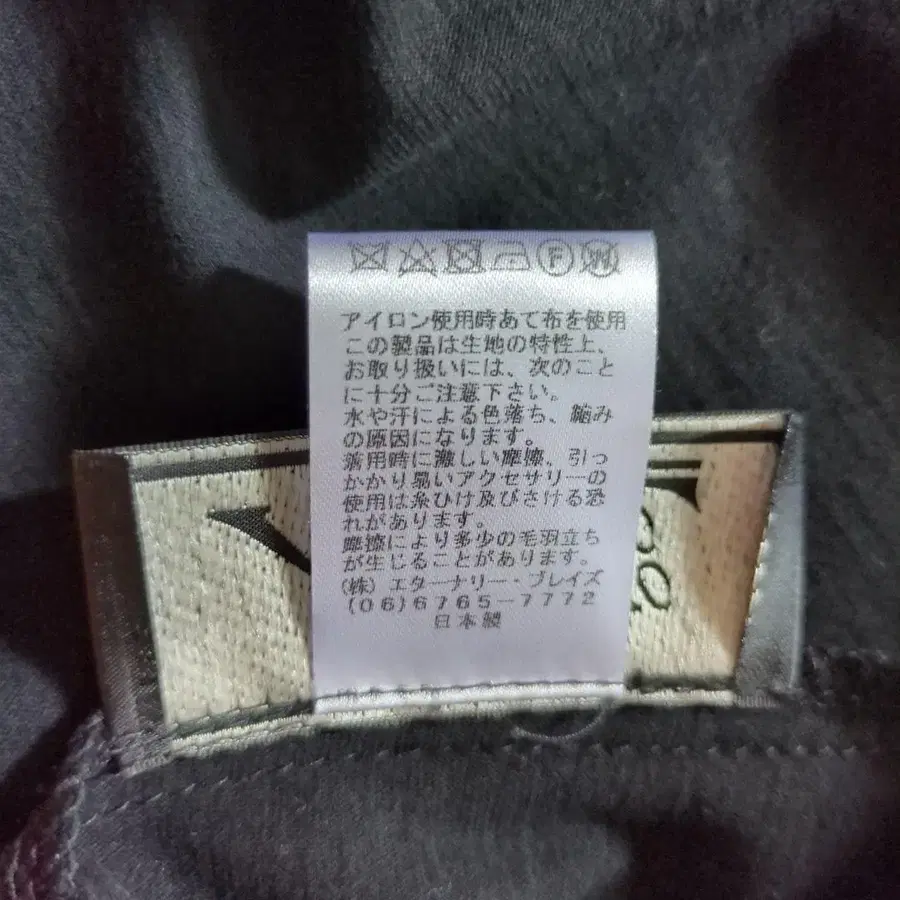 F W
アイロン使用時あて布を使用
この製品は生地の特性上、
お取り扱いには、次のこと
に十分ご注意下さい。
水や汗による色落ち、縮み
の原因になります。
着用時に激しい摩擦、引っ
かかり易いアクセサリーの
使用は糸ひけ及びさける恐
れがあります。
摩擦により多少の毛羽立ち
が生じることがあります。
(株) エターナリー・ブレイズ
(06)6765-7772
日本製